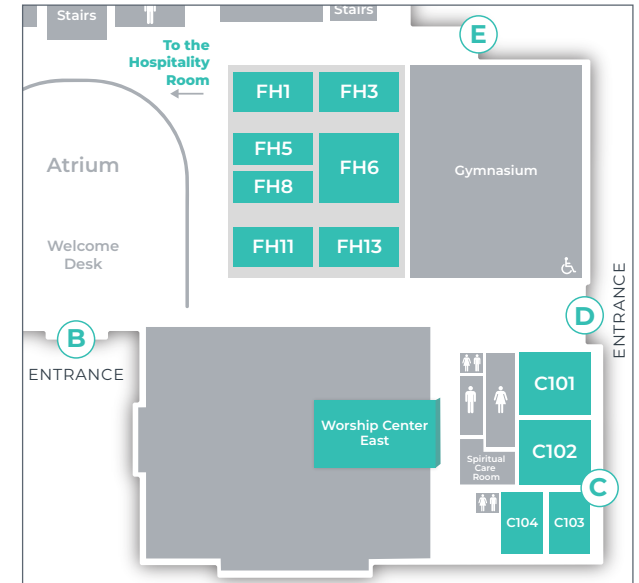 Stairs
Stairs
E
To the
Hospitality
Room
FH1
FH3
FH5
FH6
FH8
FH11
FH13
Gymnasium
Atrium
Welcome
Desk
B
ENTRANCE
D
ENTRANCE
C101
Worship Center
East
C102
Spiritual
Care
Room
C
C104
C103